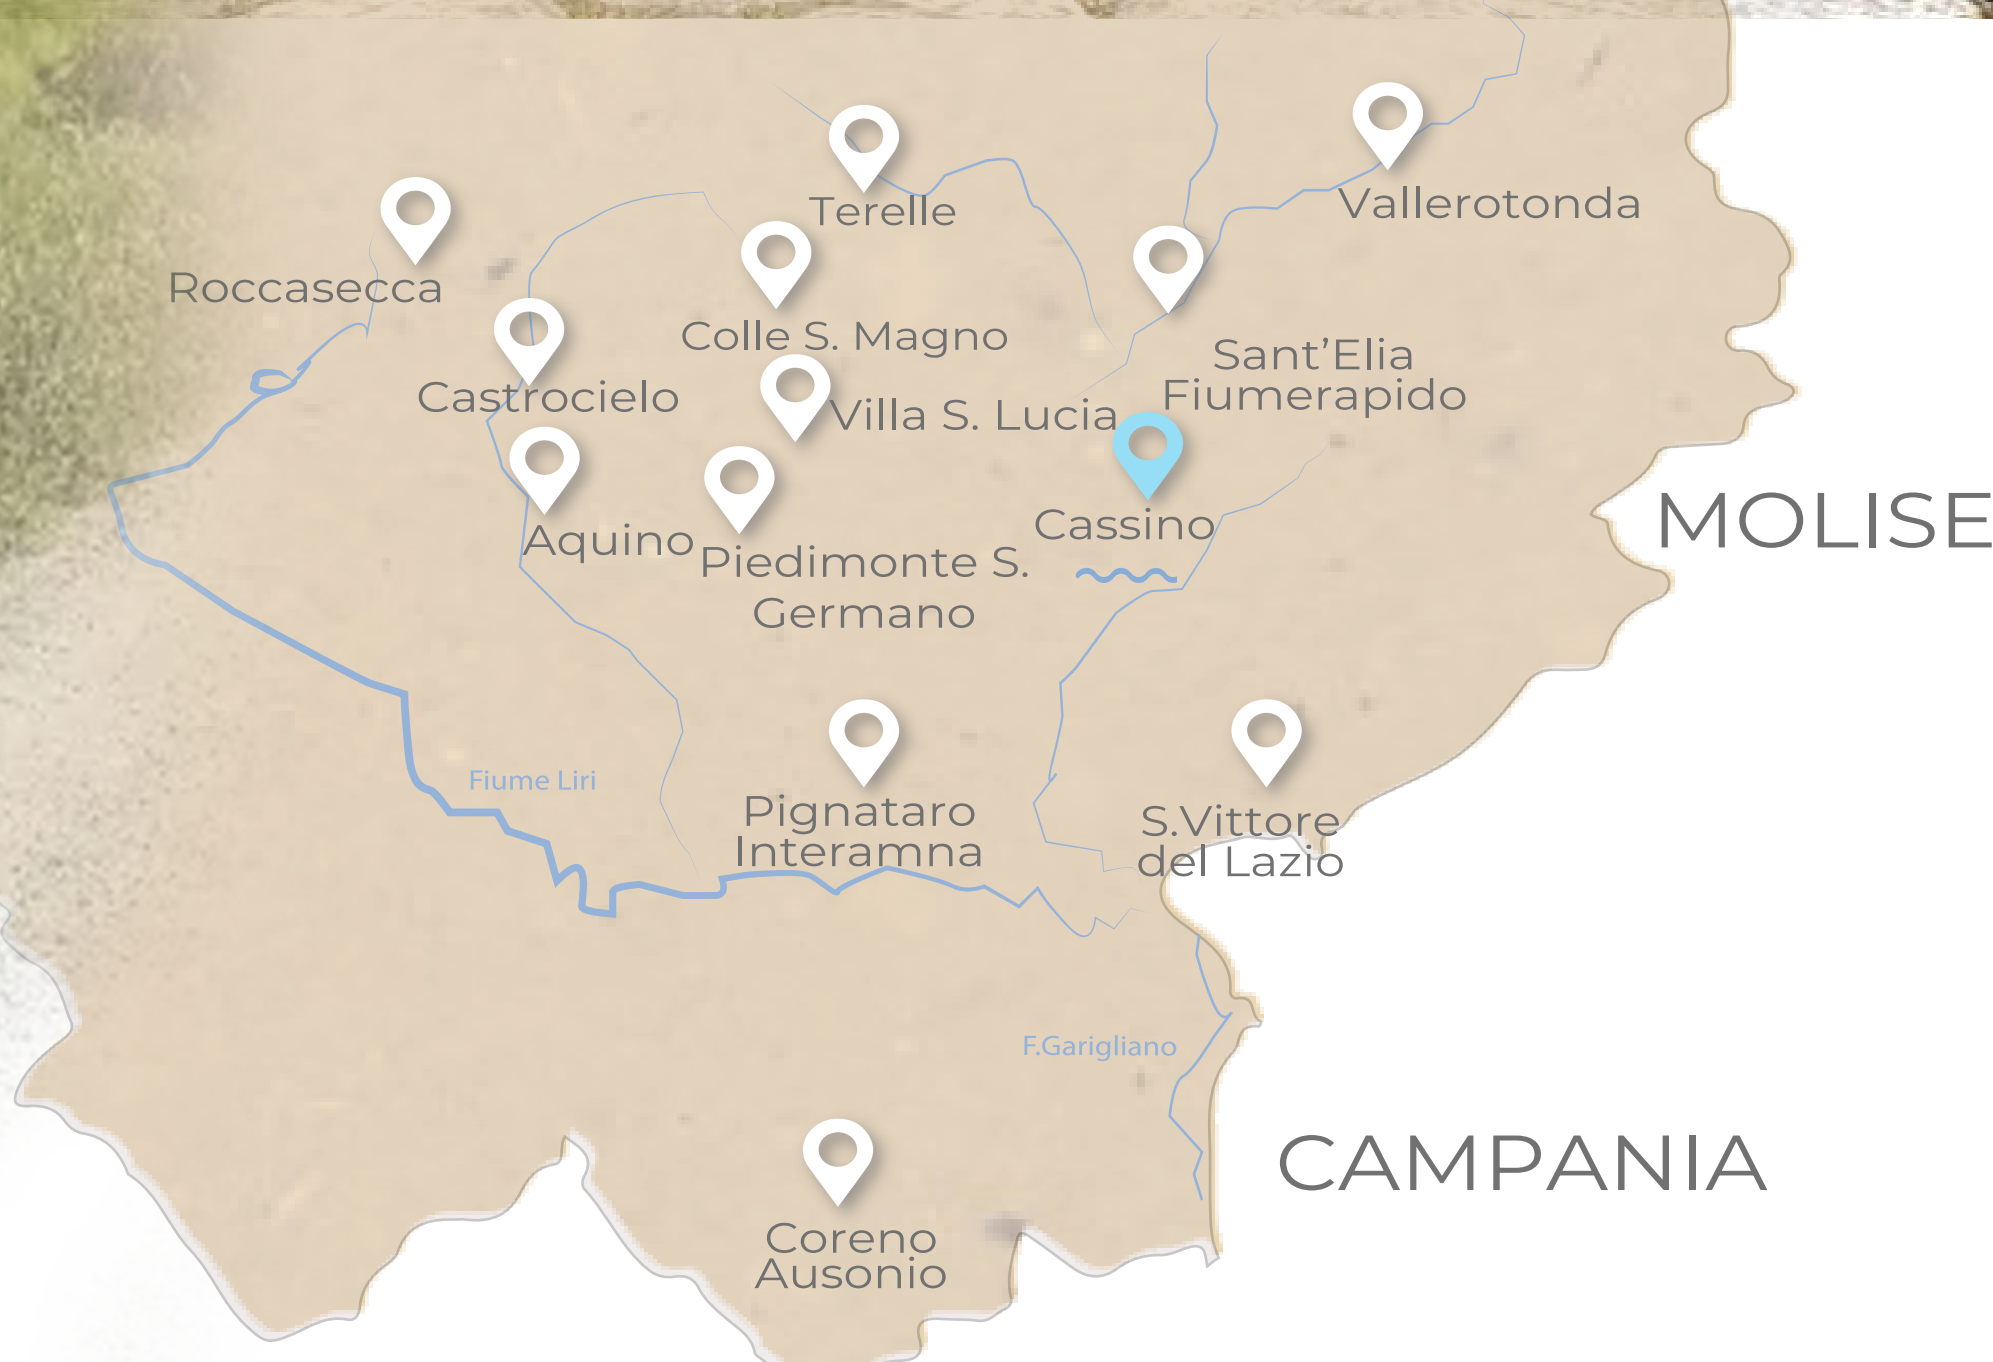 Terelle
Vallerotonda
Roccasecca
Colle S. Magno
Sant’Elia
Fiumerapido
Castrocielo
Villa S. Lucia
Cassino
Aquino
Piedimonte S.
Germano
MOLISE
Fiume Liri
Pignataro
Interamna
S.Vittore
del Lazio
F.Garigliano
CAMPANIA
Coreno
Ausonio